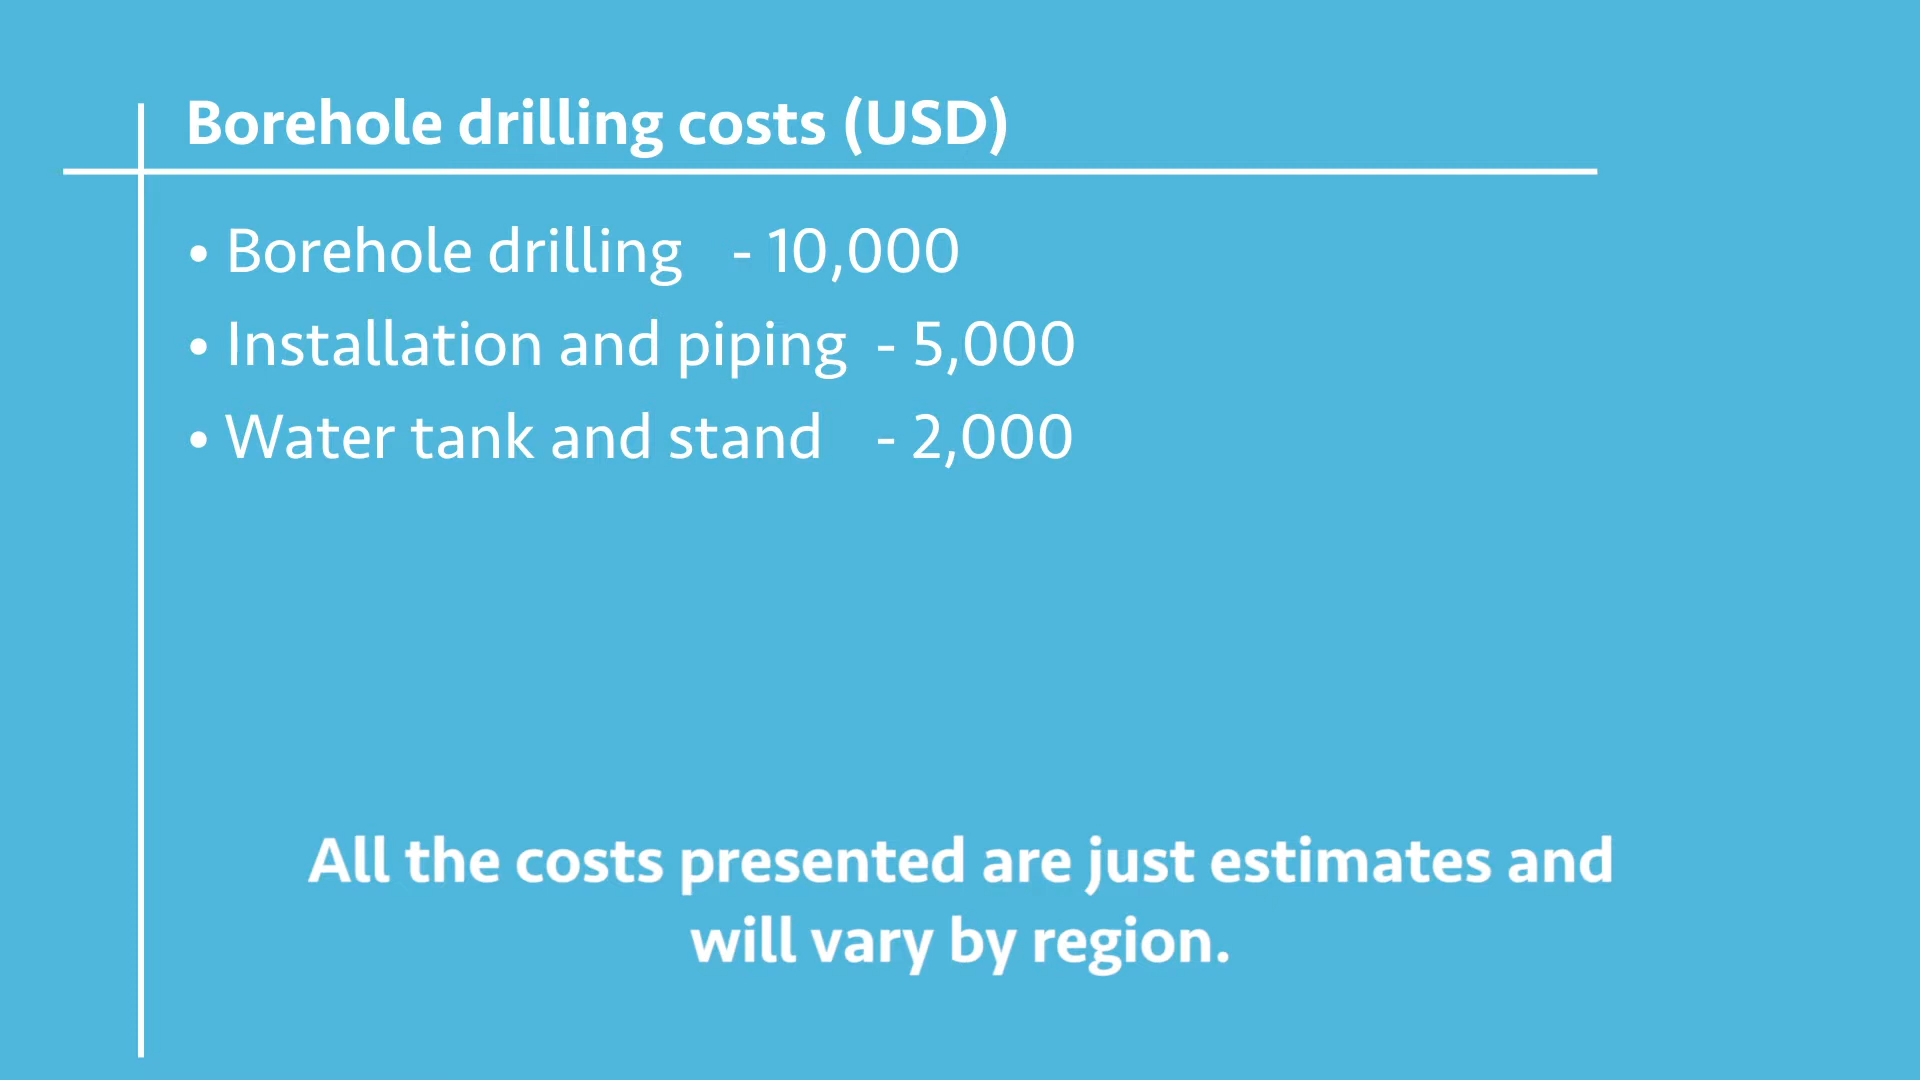 Borehole drilling costs (USD)
• Borehole drilling - 10,000
• Installation and piping - 5,000
• Water tank and stand - 2,000
All the costs presented are just estimates and
will vary by region.